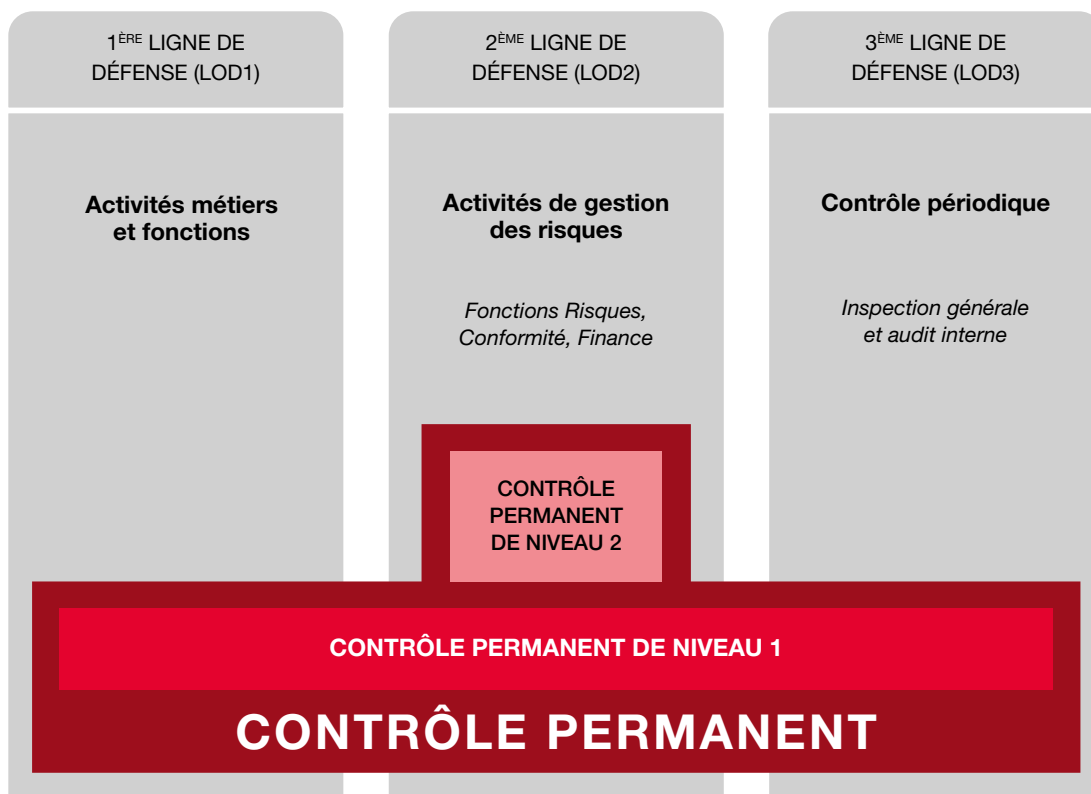 1ÈRE LIGNE DE
DÉFENSE (LOD1)
2ÈME LIGNE DE
DÉFENSE (LOD2)
3ÈME LIGNE DE
DÉFENSE (LOD3)
Activités métiers
et fonctions
Activités de gestion
des risques
Fonctions Risques,
Conformité, Finance
Contrôle périodique
Inspection générale
et audit interne
CONTRÔLE
PERMANENT
DE NIVEAU 2
CONTRÔLE PERMANENT DE NIVEAU 1
CONTRÔLE PERMANENT